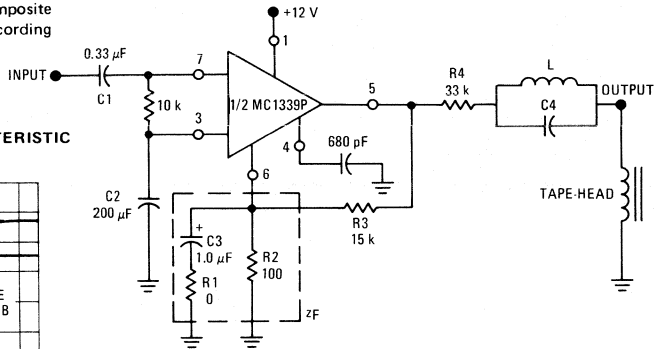 mposite
cording
+12 V
1
0.33 µF
7
INPUT
C1
10 k
1/2 MC1339P
5
R4
33 k
L
OUTPUT
C4
3
4
680 pF
TERISTIC
6
C2
200 µF
TAPE-HEAD
R3
15 k
+
C3
1.0 µF
R2
100
R1
0
E
B
zF